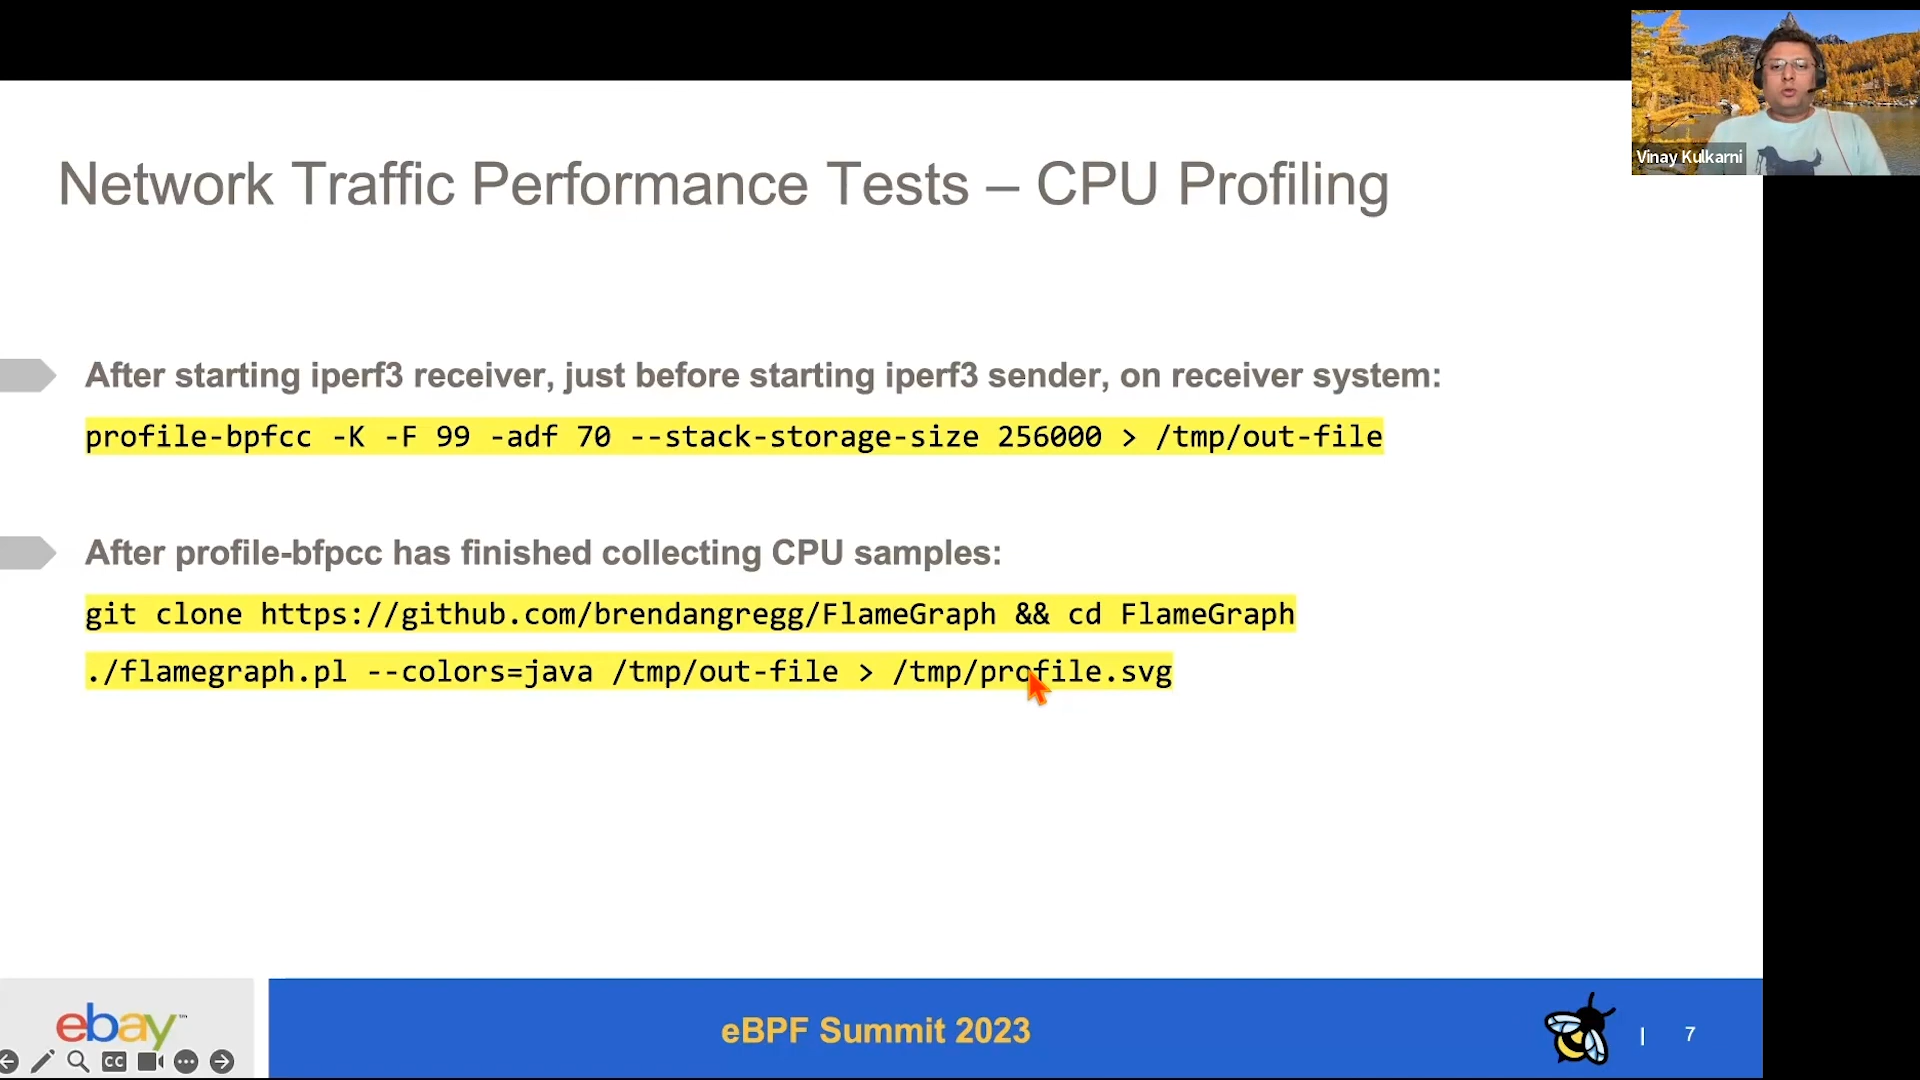 Vinay Kulkarni
Network Traffic Performance Tests – CPU Profiling
After starting iperf3 receiver, just before starting iperf3 sender, on receiver system:
profile-bpfcc -K -F 99 -adf 70 --stack-storage-size 256000 > /tmp/out-file
After profile-bfpcc has finished collecting CPU samples:
git clone https://github.com/brendangregg/FlameGraph && cd FlameGraph
./flamegraph.pl --colors=java /tmp/out-file > /tmp/profile.svg
ebay™
CC
eBPF Summit 2023
| 7